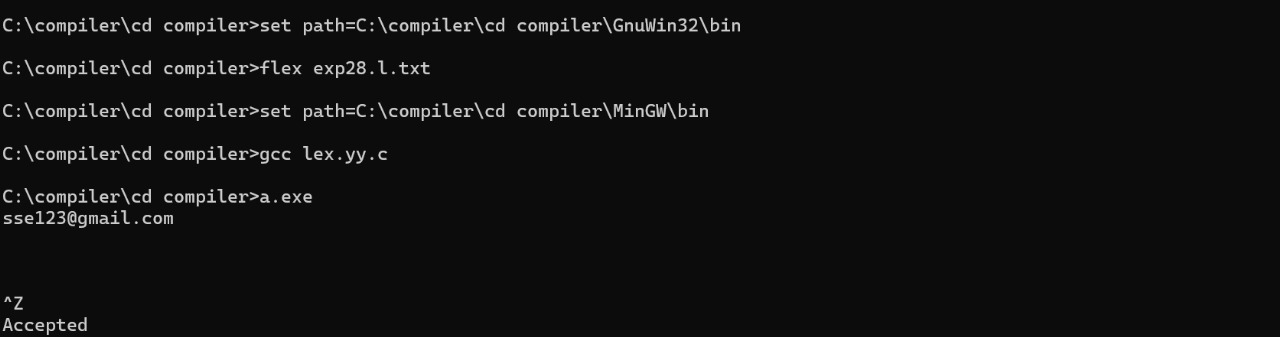 C:\compiler\cd compiler>set path=C:\compiler\cd compiler\GnuWin32\bin
C:\compiler\cd compiler>flex exp28.l.txt
C:\compiler\cd compiler>set path=C:\compiler\cd compiler\MinGW\bin
C:\compiler\cd compiler>gcc lex.yy.c
C:\compiler\cd compiler>a.exe
sse123@gmail.com
^Z
Accepted